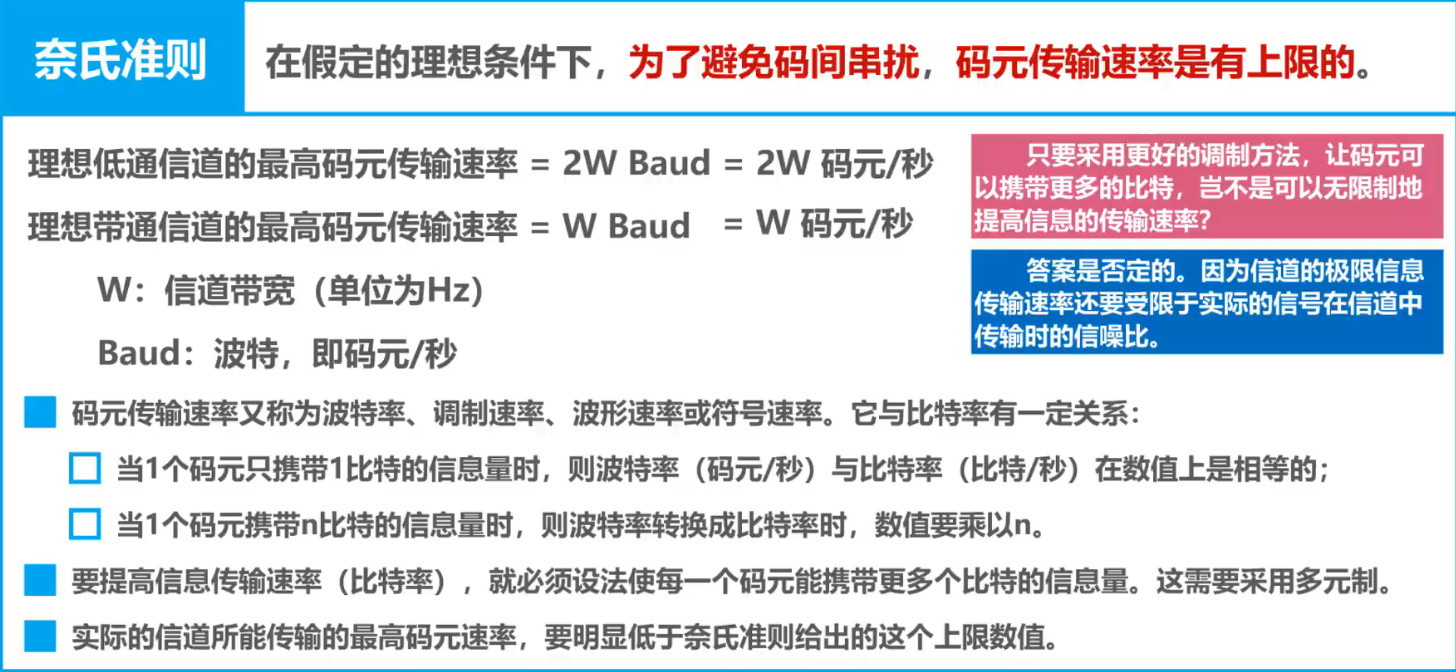 奈氏准则
在假定的理想条件下，为了避免码间串扰，码元传输速率是有上限的。
理想低通信道的最高码元传输速率 = 2W Baud = 2W 码元/秒
理想带通信道的最高码元传输速率 = W Baud = W 码元/秒
W：信道带宽（单位为Hz）
Baud：波特，即码元/秒
只要采用更好的调制方法，让码元可
以携带更多的比特，岂不是可以无限制地
提高信息的传输速率？
答案是否定的。因为信道的极限信息
传输速率还要受限于实际的信号在信道中
传输时的信噪比。
码元传输速率又称为波特率、调制速率、波形速率或符号速率。它与比特率有一定关系：
当1个码元只携带1比特的信息量时，则波特率（码元/秒）与比特率（比特/秒）在数值上是相等的；
当1个码元携带n比特的信息量时，则波特率转换成比特率时，数值要乘以n。
要提高信息传输速率（比特率），就必须设法使每一个码元能携带更多个比特的信息量。这需要采用多元制。
实际的信道所能传输的最高码元速率，要明显低于奈氏准则给出的这个上限数值。